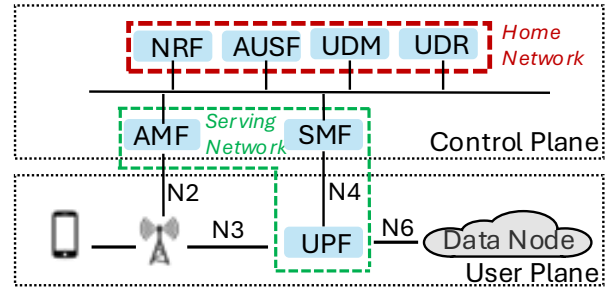 NRF AUSF UDM UDR
Home
Network
AMF
Serving
Network
SMF
Control Plane
N2
N4
N3
UPF
N6
Data Node
User Plane